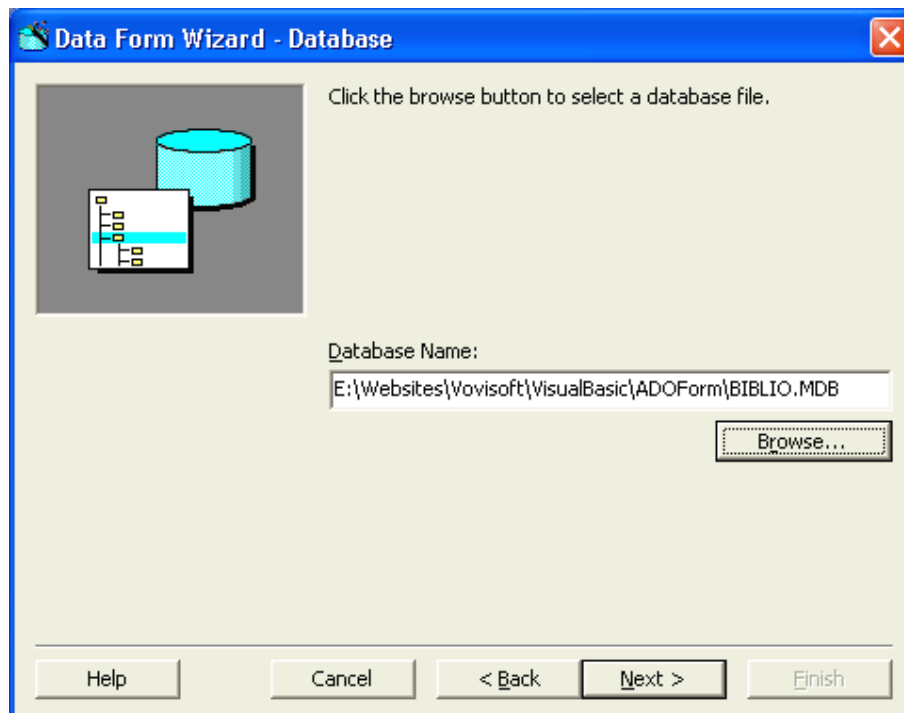 Data Form Wizard - Database
Click the browse button to select a database file.
Database Name:
E:\Websites\Vovisoft\VisualBasic\ADOForm\BIBLIO.MDB
Browse...
Help Cancel < Back Next > Finish